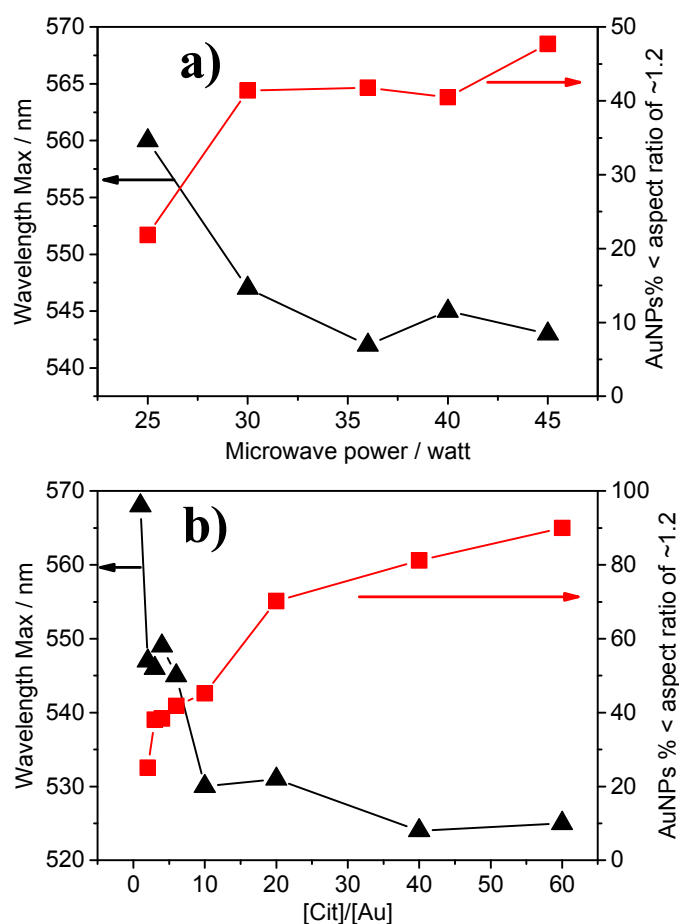 a)
570
565
560
555
550
545
540
Wavelength Max / nm
50
40
30
20
10
0
AuNPs% < aspect ratio of ~1.2
25 30 35 40 45
Microwave power / watt
b)
570
560
550
540
530
520
Wavelength Max / nm
100
80
60
40
20
0
AuNPs % < aspect ratio of ~1.2
0 10 20 30 40 50 60
[Cit]/[Au]